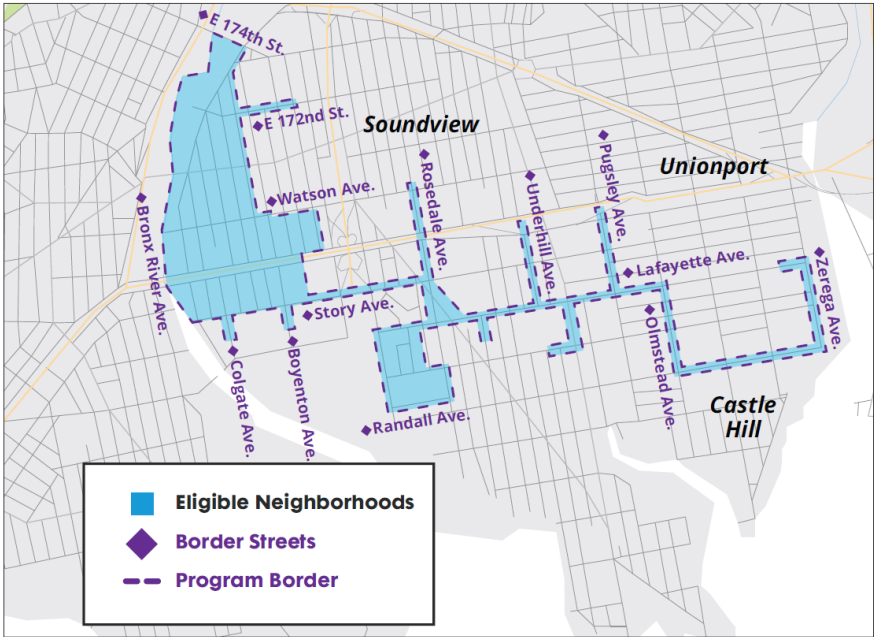 E 174th St.
E 172nd St.
Soundview
Watson Ave.
Bronx River Ave.
Rosedale Ave.
Underhill Ave.
Pugsley Ave.
Unionport
Lafayette Ave.
Zerega Ave.
Story Ave.
Olmstead Ave.
Colgate Ave.
Boyenton Ave.
Randall Ave.
Castle
Hill
Eligible Neighborhoods
Border Streets
Program Border